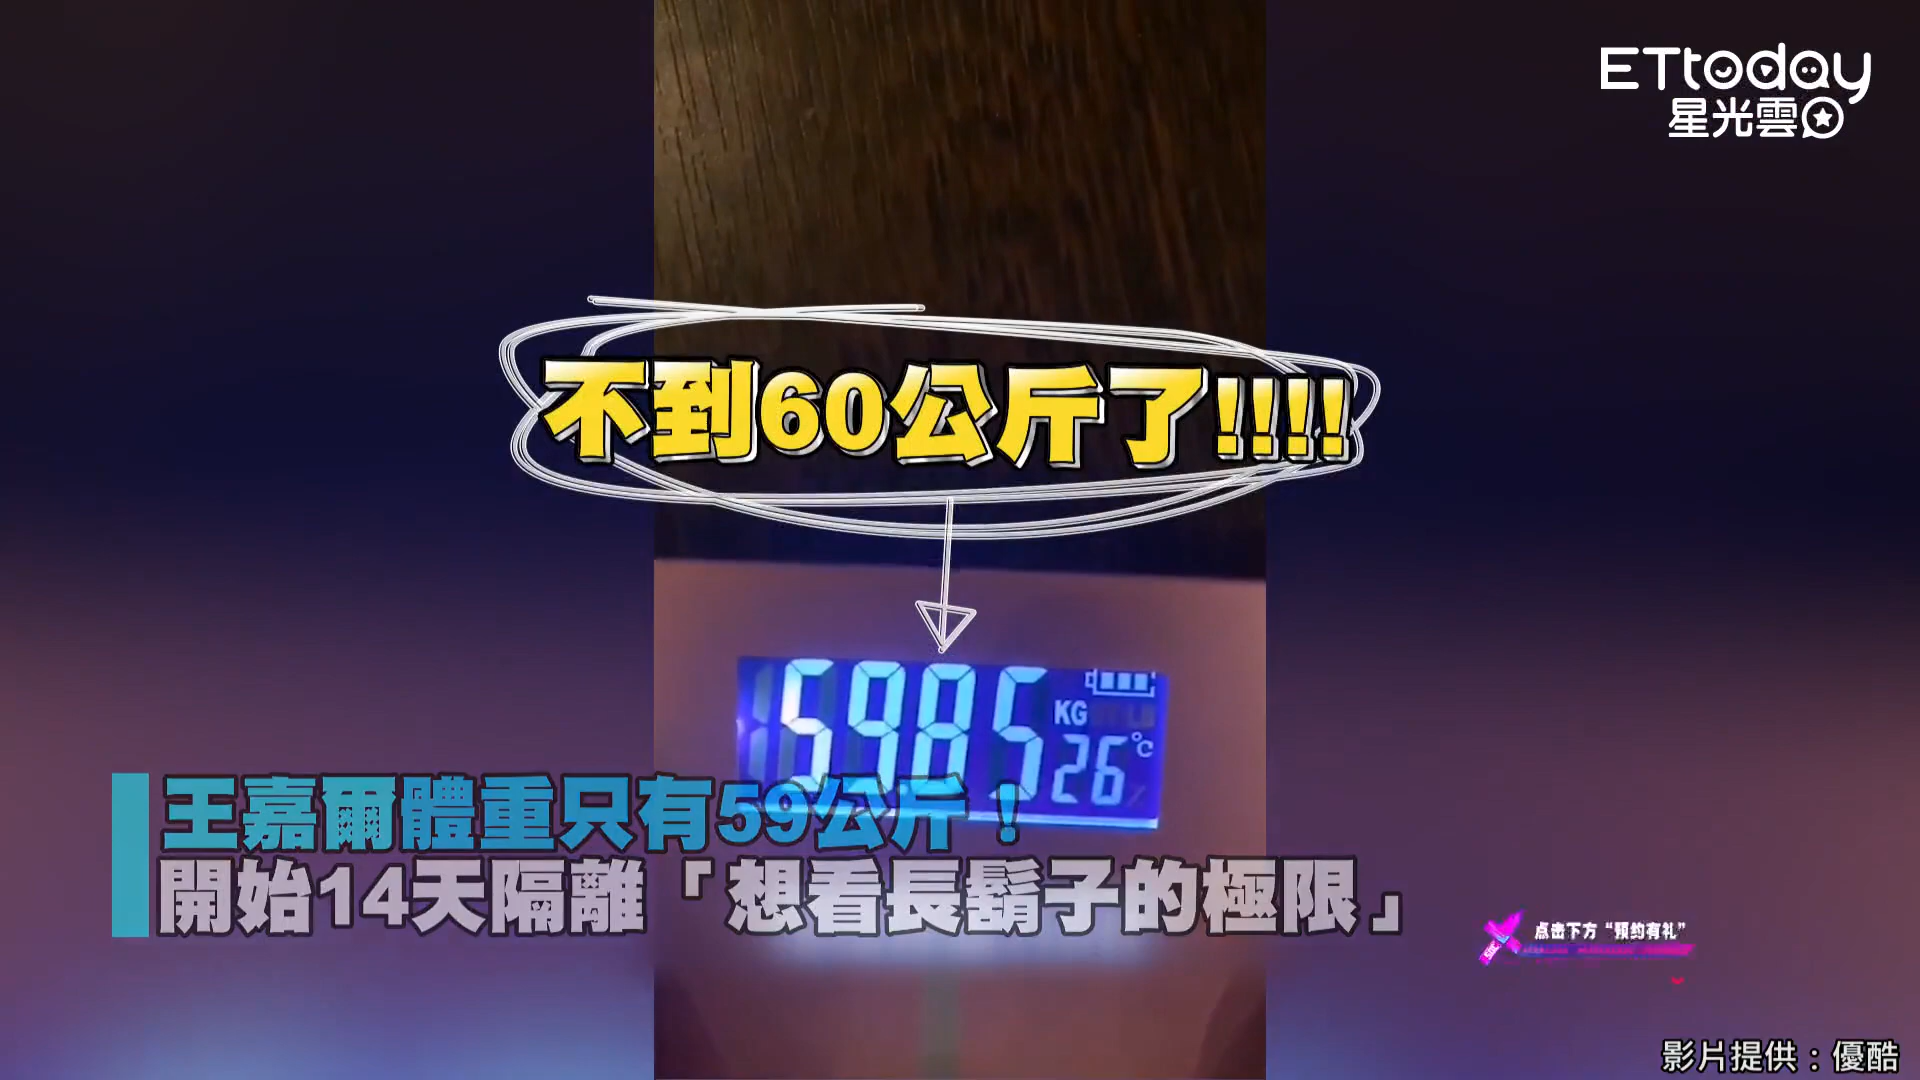 ETtoday
星光雲
不到60公斤了!!!!
5985
KG
26°C
王嘉爾體重只有59公斤！
開始14天隔離「想看長鬍子的極限」
点击下方“预约有礼”
影片提供：優酷